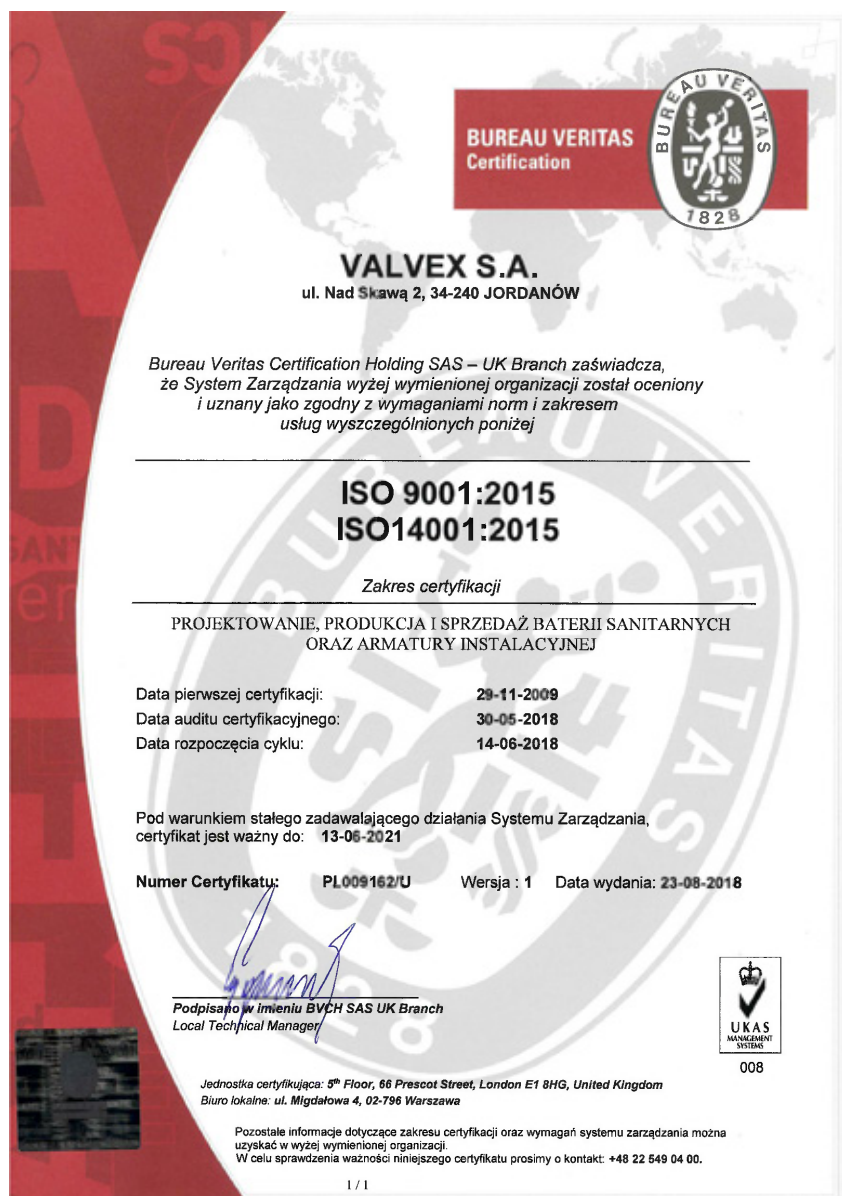 BUREAU VERITAS
Certification
BUREAU VERITAS
1828
VALVEX S.A.
ul. Nad Skawą 2, 34-240 JORDANÓW
Bureau Veritas Certification Holding SAS – UK Branch zaświadcza,
że System Zarządzania wyżej wymienionej organizacji został oceniony
i uznany jako zgodny z wymaganiami norm i zakresem
usług wyszczególnionych poniżej
ISO 9001:2015
ISO14001:2015
Zakres certyfikacji
PROJEKTOWANIE, PRODUKCJA I SPRZEDAŻ BATERII SANITARNYCH
ORAZ ARMATURY INSTALACYJNEJ
Data pierwszej certyfikacji: 29-11-2009
Data auditu certyfikacyjnego: 30-05-2018
Data rozpoczęcia cyklu: 14-06-2018
Pod warunkiem stałego zadawalającego działania Systemu Zarządzania,
certyfikat jest ważny do: 13-06-2021
Numer Certyfikatu: PL009162/U Wersja : 1 Data wydania: 23-08-2018
Podpisano w imieniu BVCH SAS UK Branch
Local Technical Manager
UKAS
MANAGEMENT
SYSTEMS
008
Jednostka certyfikująca: 5th Floor, 66 Prescot Street, London E1 8HG, United Kingdom
Biuro lokalne: ul. Migdałowa 4, 02-796 Warszawa
Pozostałe informacje dotyczące zakresu certyfikacji oraz wymagań systemu zarządzania można
uzyskać w wyżej wymienionej organizacji.
W celu sprawdzenia ważności niniejszego certyfikatu prosimy o kontakt: +48 22 549 04 00.
1 / 1